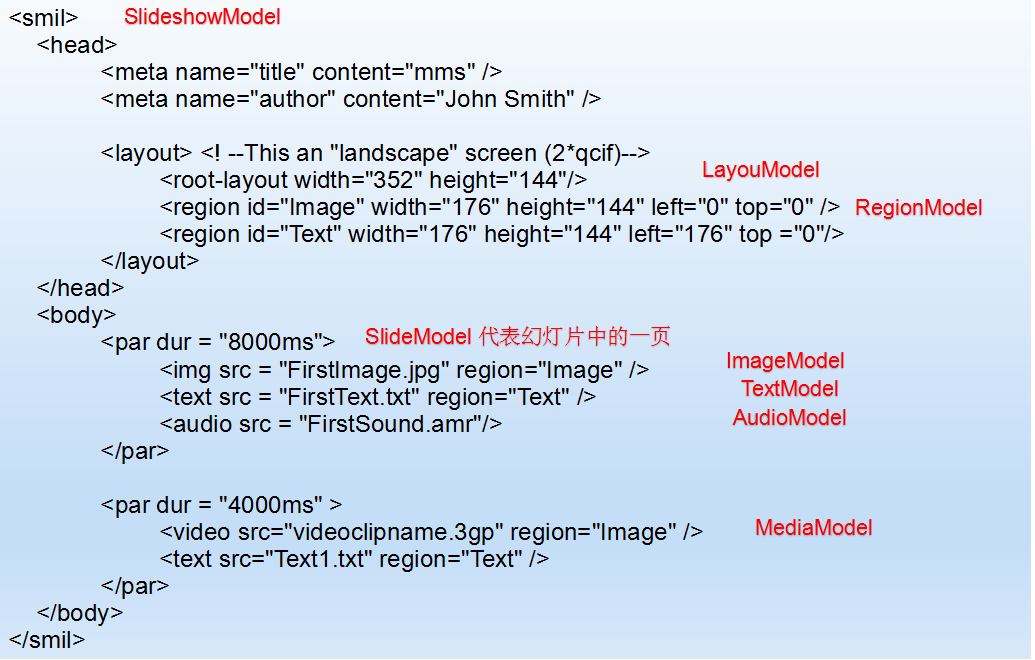 <smil> SlideshowModel
<head>
<meta name="title" content="mms" />
<meta name="author" content="John Smith" />
<layout> <! --This an "landscape" screen (2*qcif)-->
LayouModel
<root-layout width="352" height="144"/>
<region id="Image" width="176" height="144" left="0" top="0" /> RegionModel
<region id="Text" width="176" height="144" left="176" top ="0"/>
</layout>
</head>
<body>
<par dur = "8000ms"> SlideModel 代表幻灯片中的一页
<img src = "FirstImage.jpg" region="Image" /> ImageModel
<text src = "FirstText.txt" region="Text" /> TextModel
<audio src = "FirstSound.amr"/> AudioModel
</par>
<par dur = "4000ms" >
<video src="videoclipname.3gp" region="Image" /> MediaModel
<text src="Text1.txt" region="Text" />
</par>
</body>
</smil>